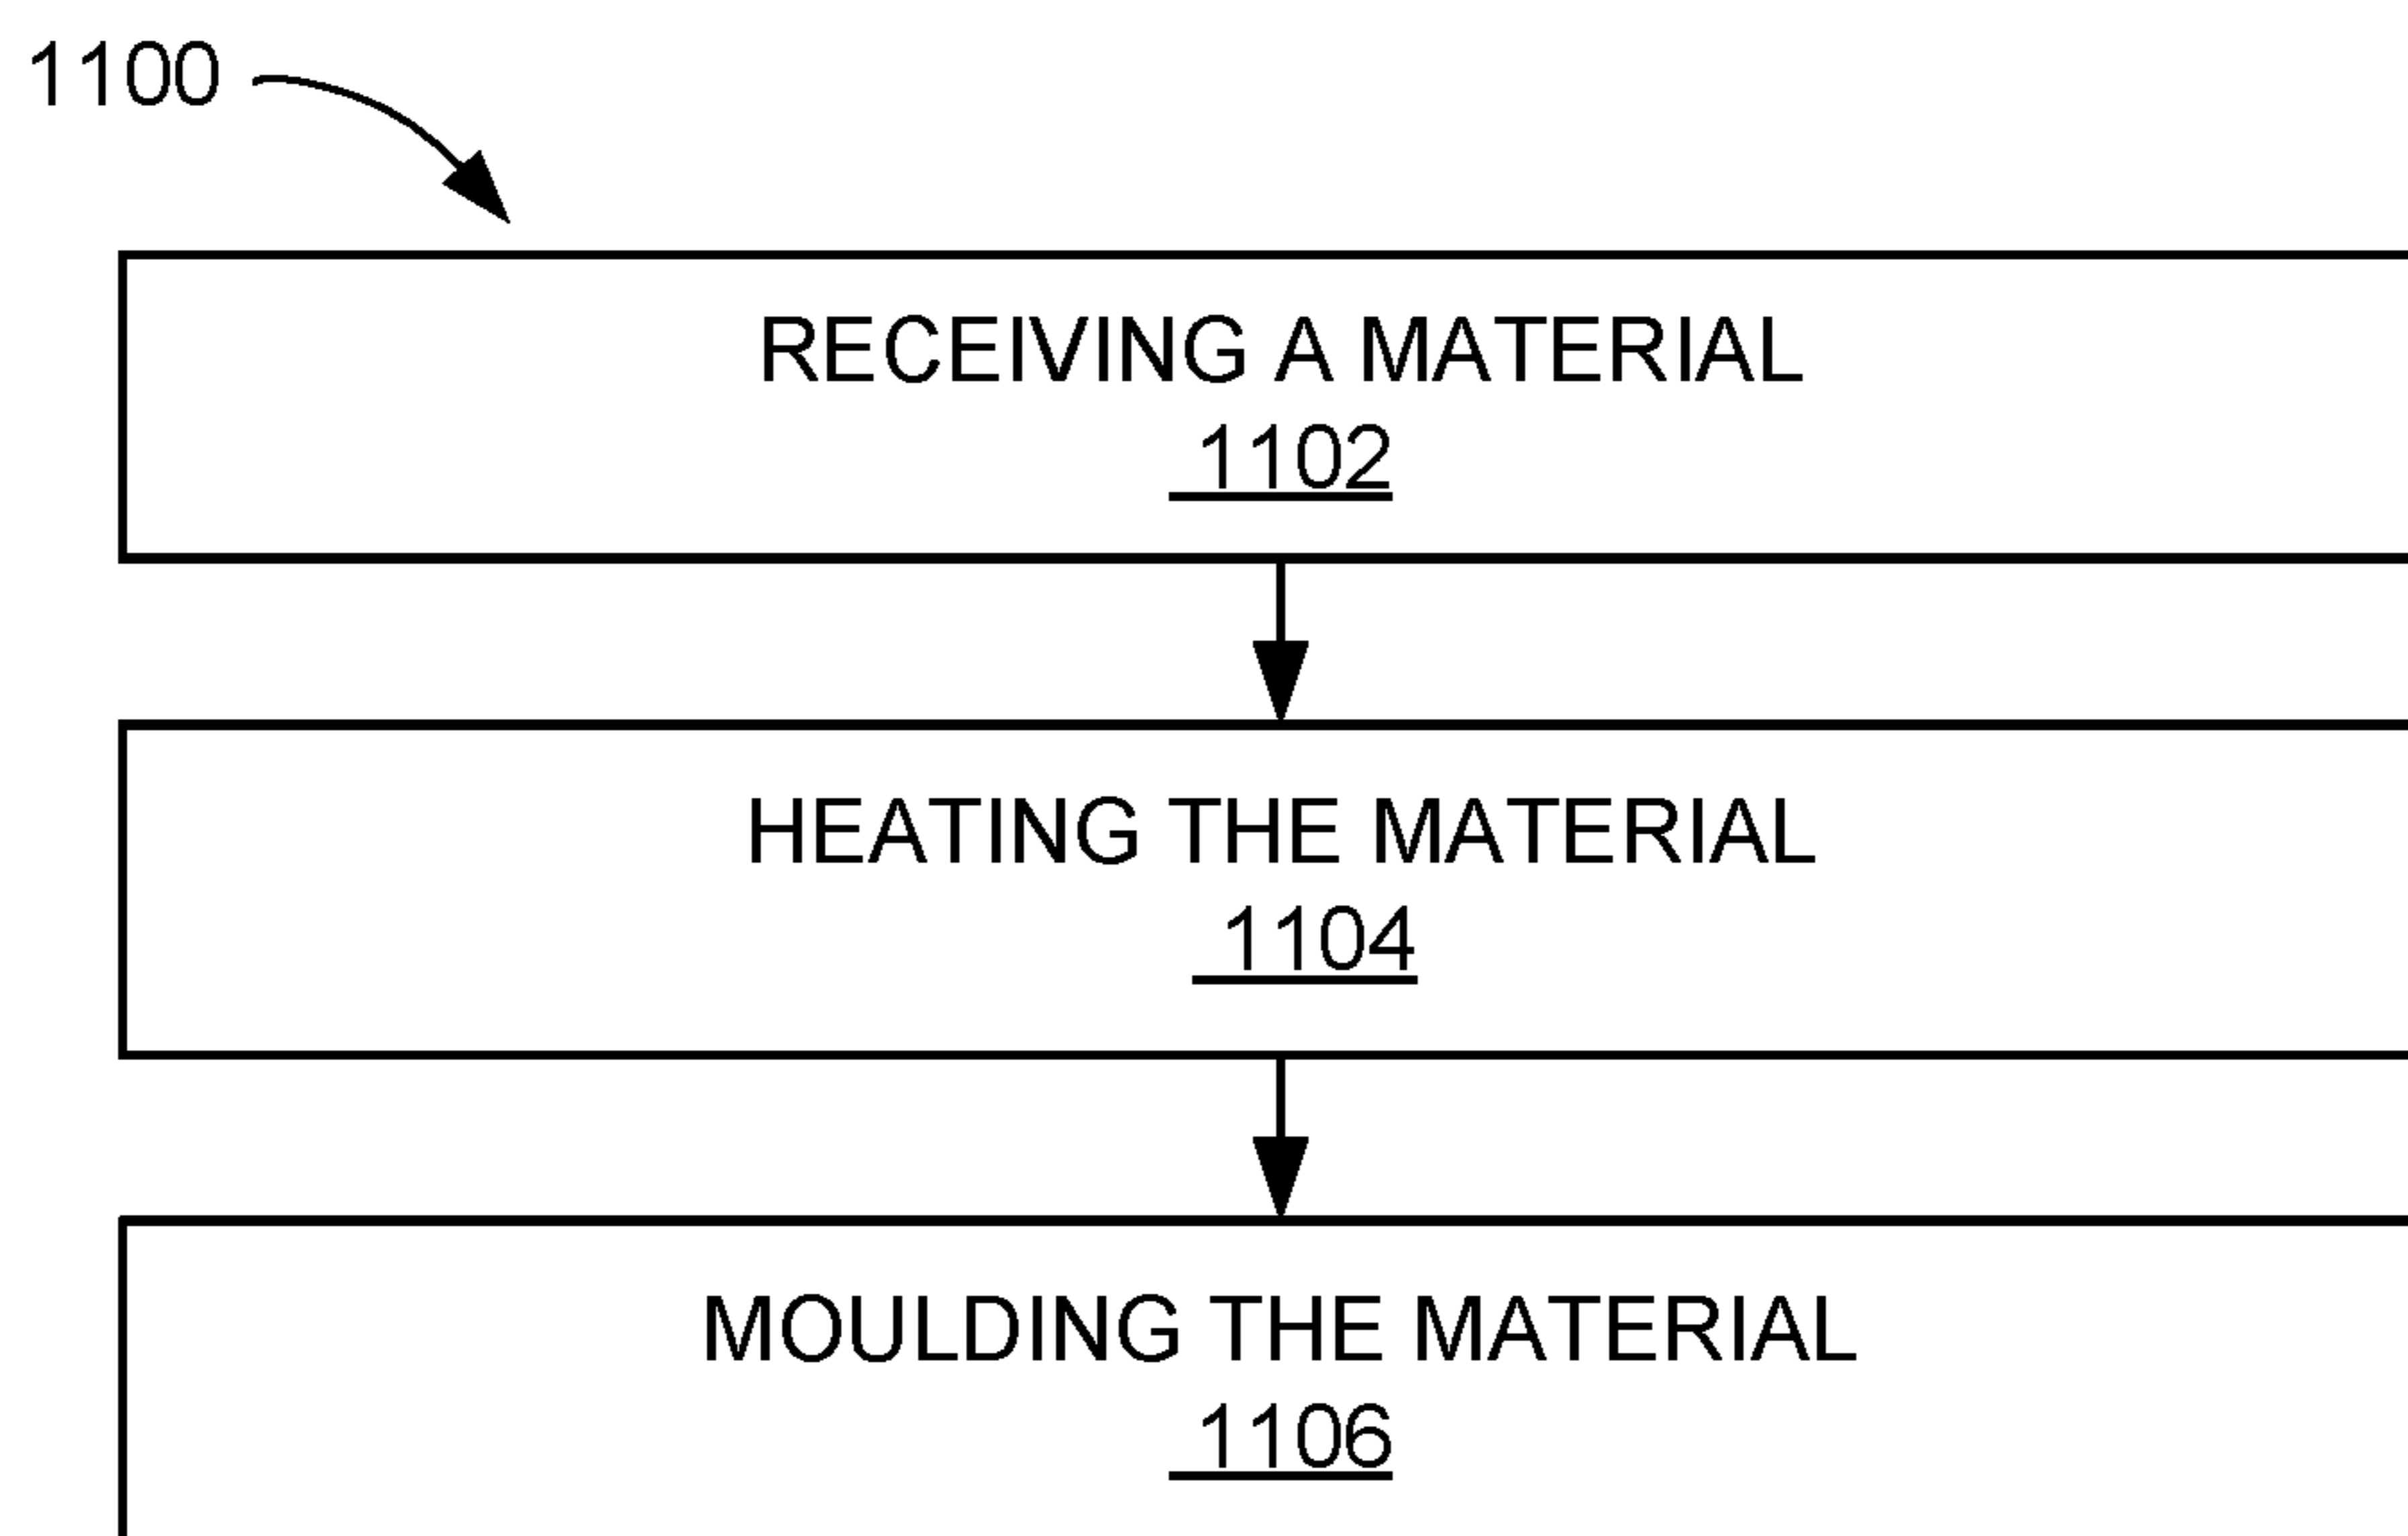 1100
RECEIVING A MATERIAL
1102
HEATING THE MATERIAL
1104
MOULDING THE MATERIAL
1106